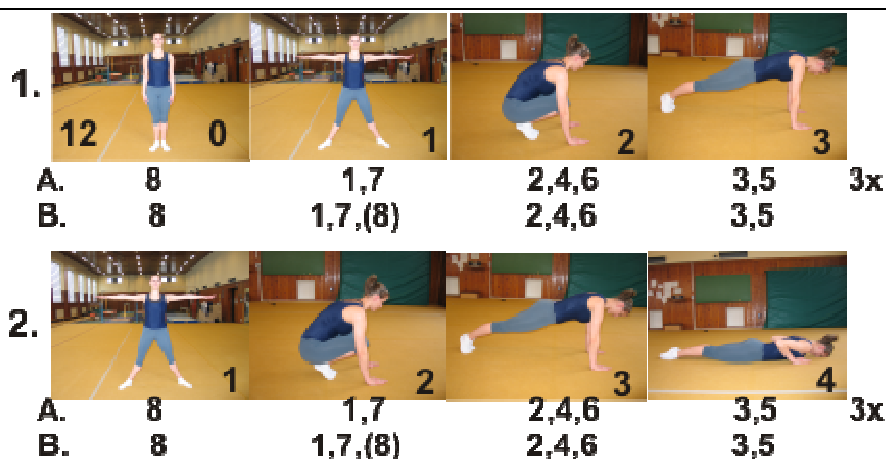 1.
12 0 1 2 3
A. 8 1,7 2,4,6 3,5 3x
B. 8 1,7,(8) 2,4,6 3,5
2.
1 2 3 4
A. 8 1,7 2,4,6 3,5 3x
B. 8 1,7,(8) 2,4,6 3,5